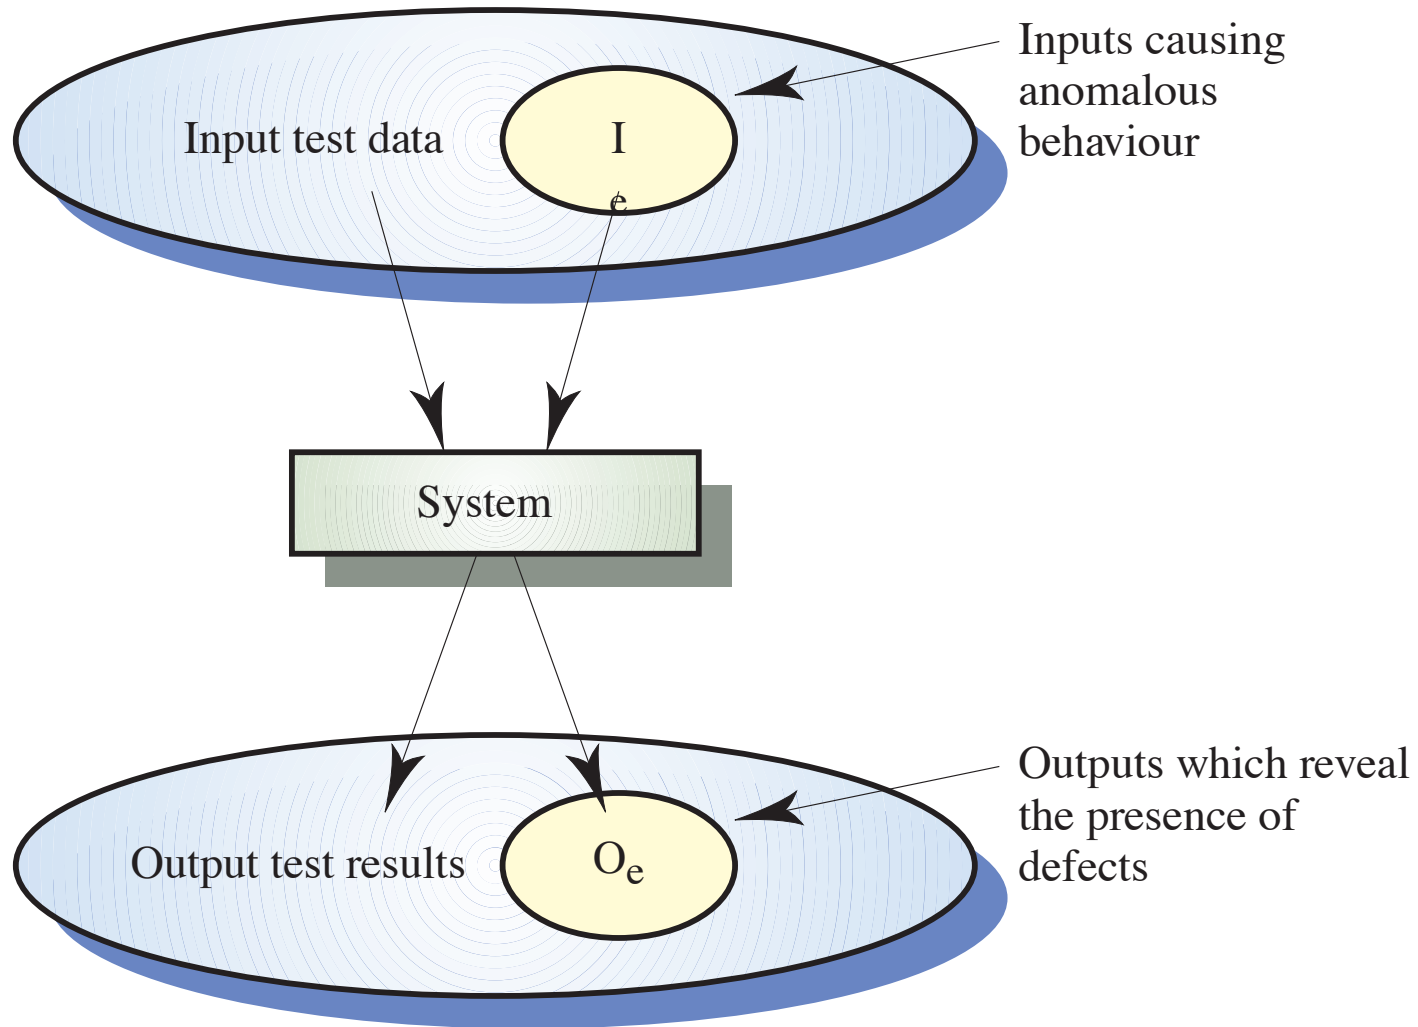 Inputs causing
anomalous
behaviour
Input test data
I
e
System
Outputs which reveal
the presence of
defects
Output test results
Oe